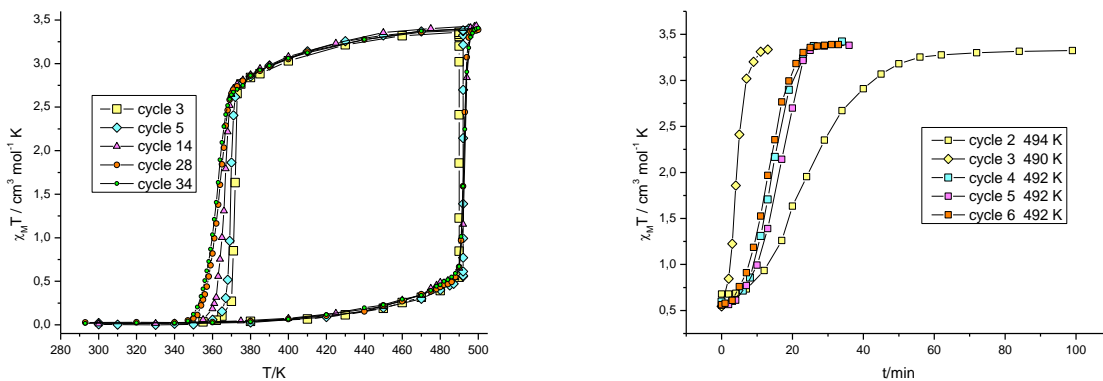 3,5
3,0
2,5
2,0
1,5
1,0
0,5
0,0
χMT / cm3 mol-1 K
cycle 3
cycle 5
cycle 14
cycle 28
cycle 34
280 300 320 340 360 380 400 420 440 460 480 500
T/K
3,5
3,0
2,5
2,0
1,5
1,0
0,5
χMT / cm3 mol-1 K
cycle 2 494 K
cycle 3 490 K
cycle 4 492 K
cycle 5 492 K
cycle 6 492 K
0 20 40 60 80 100
t/min